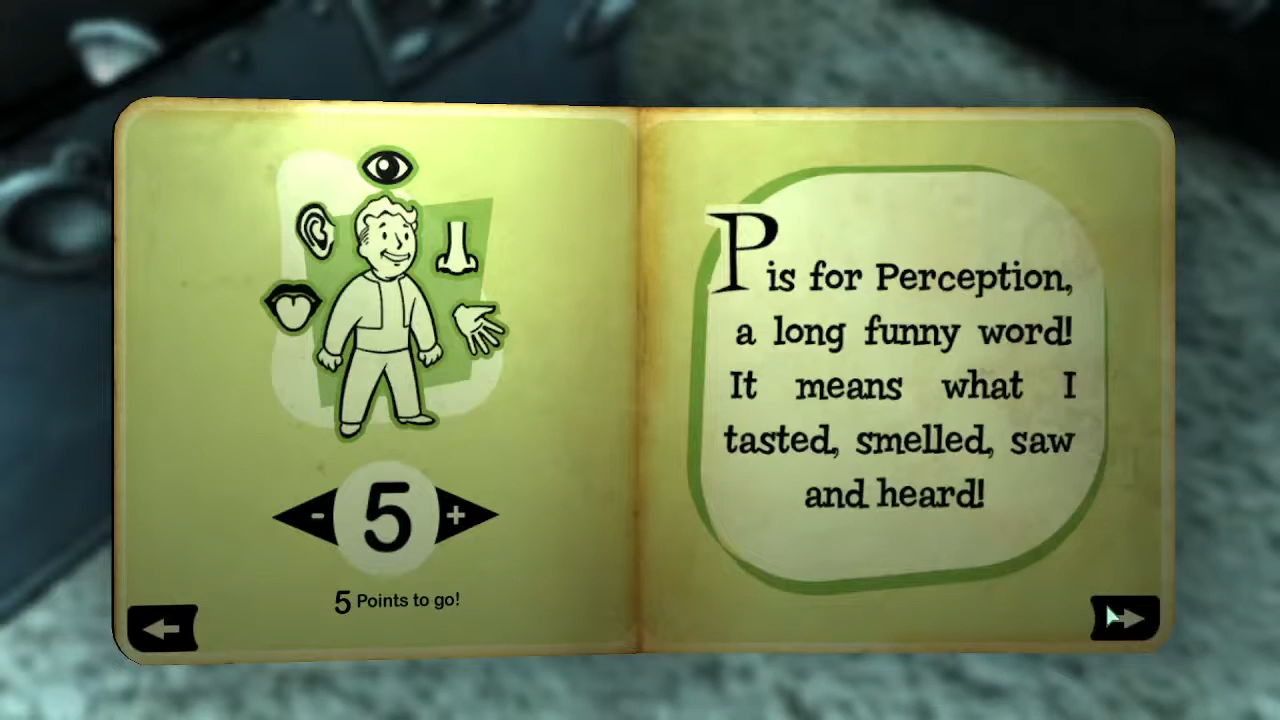 P is for Perception,
a long funny word!
It means what I
tasted, smelled, saw
and heard!
- 5 +
5 Points to go!